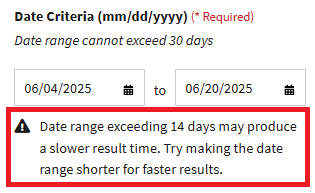 Date Criteria (mm/dd/yyyy) (* Required)
Date range cannot exceed 30 days
06/04/2025 to 06/20/2025
Date range exceeding 14 days may produce
a slower result time. Try making the date
range shorter for faster results.